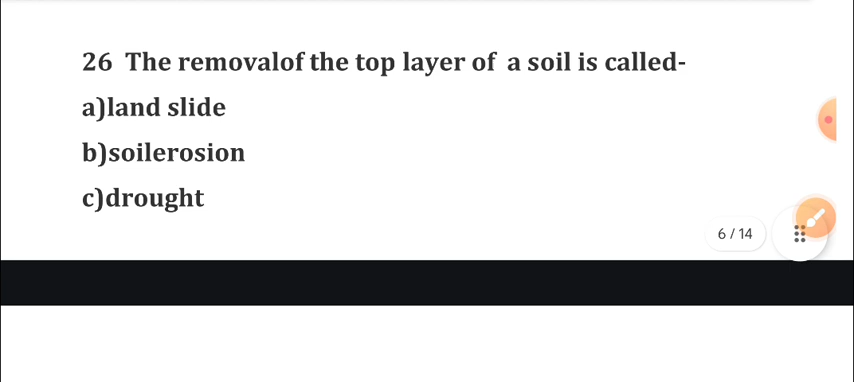 26 The removalof the top layer of a soil is called-
a)land slide
b)soilerosion
c)drought
6 / 14